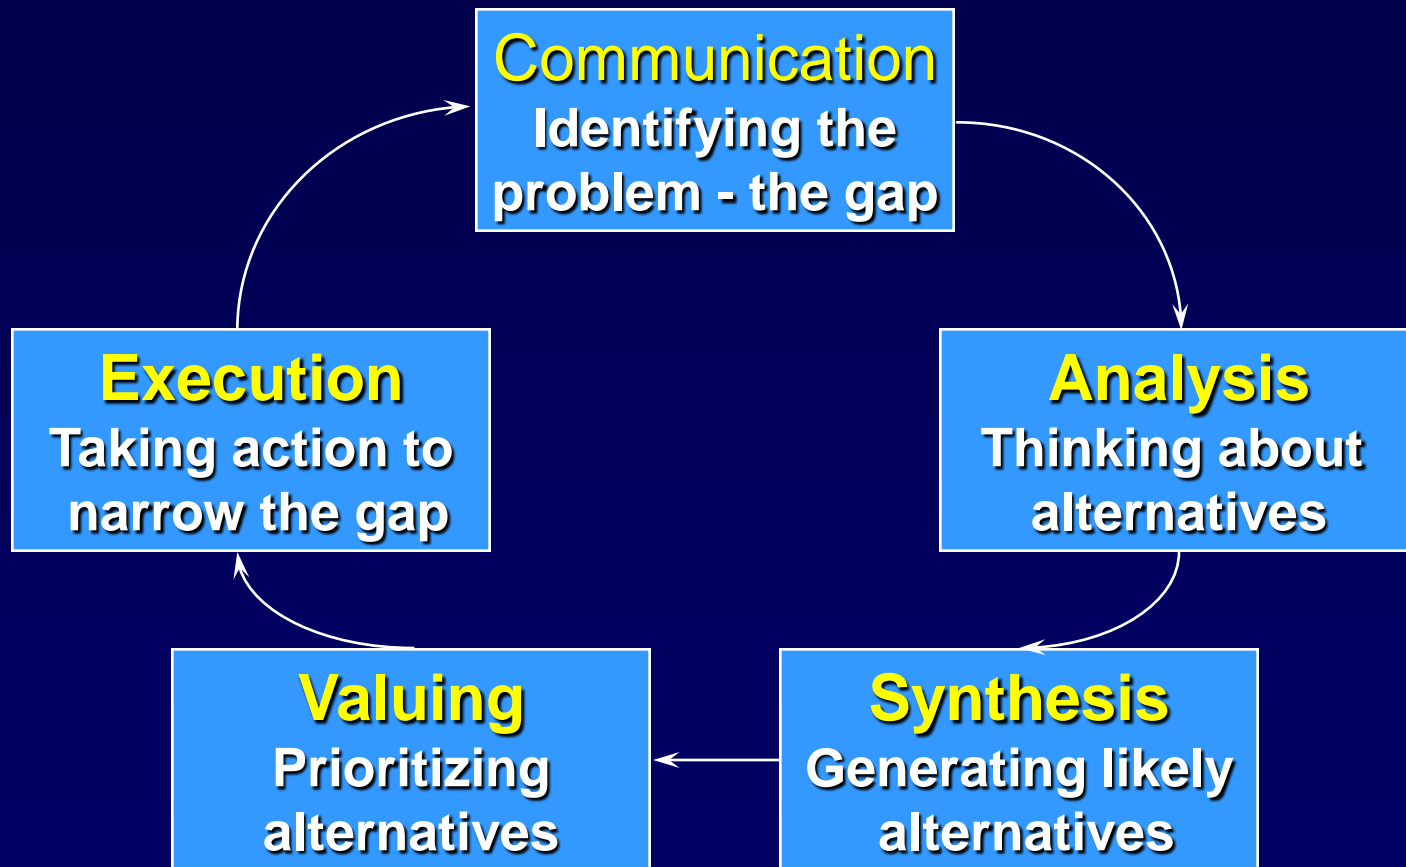 Communication
Identifying the
problem - the gap
Execution
Taking action to
narrow the gap
Analysis
Thinking about
alternatives
Valuing
Prioritizing
alternatives
Synthesis
Generating likely
alternatives